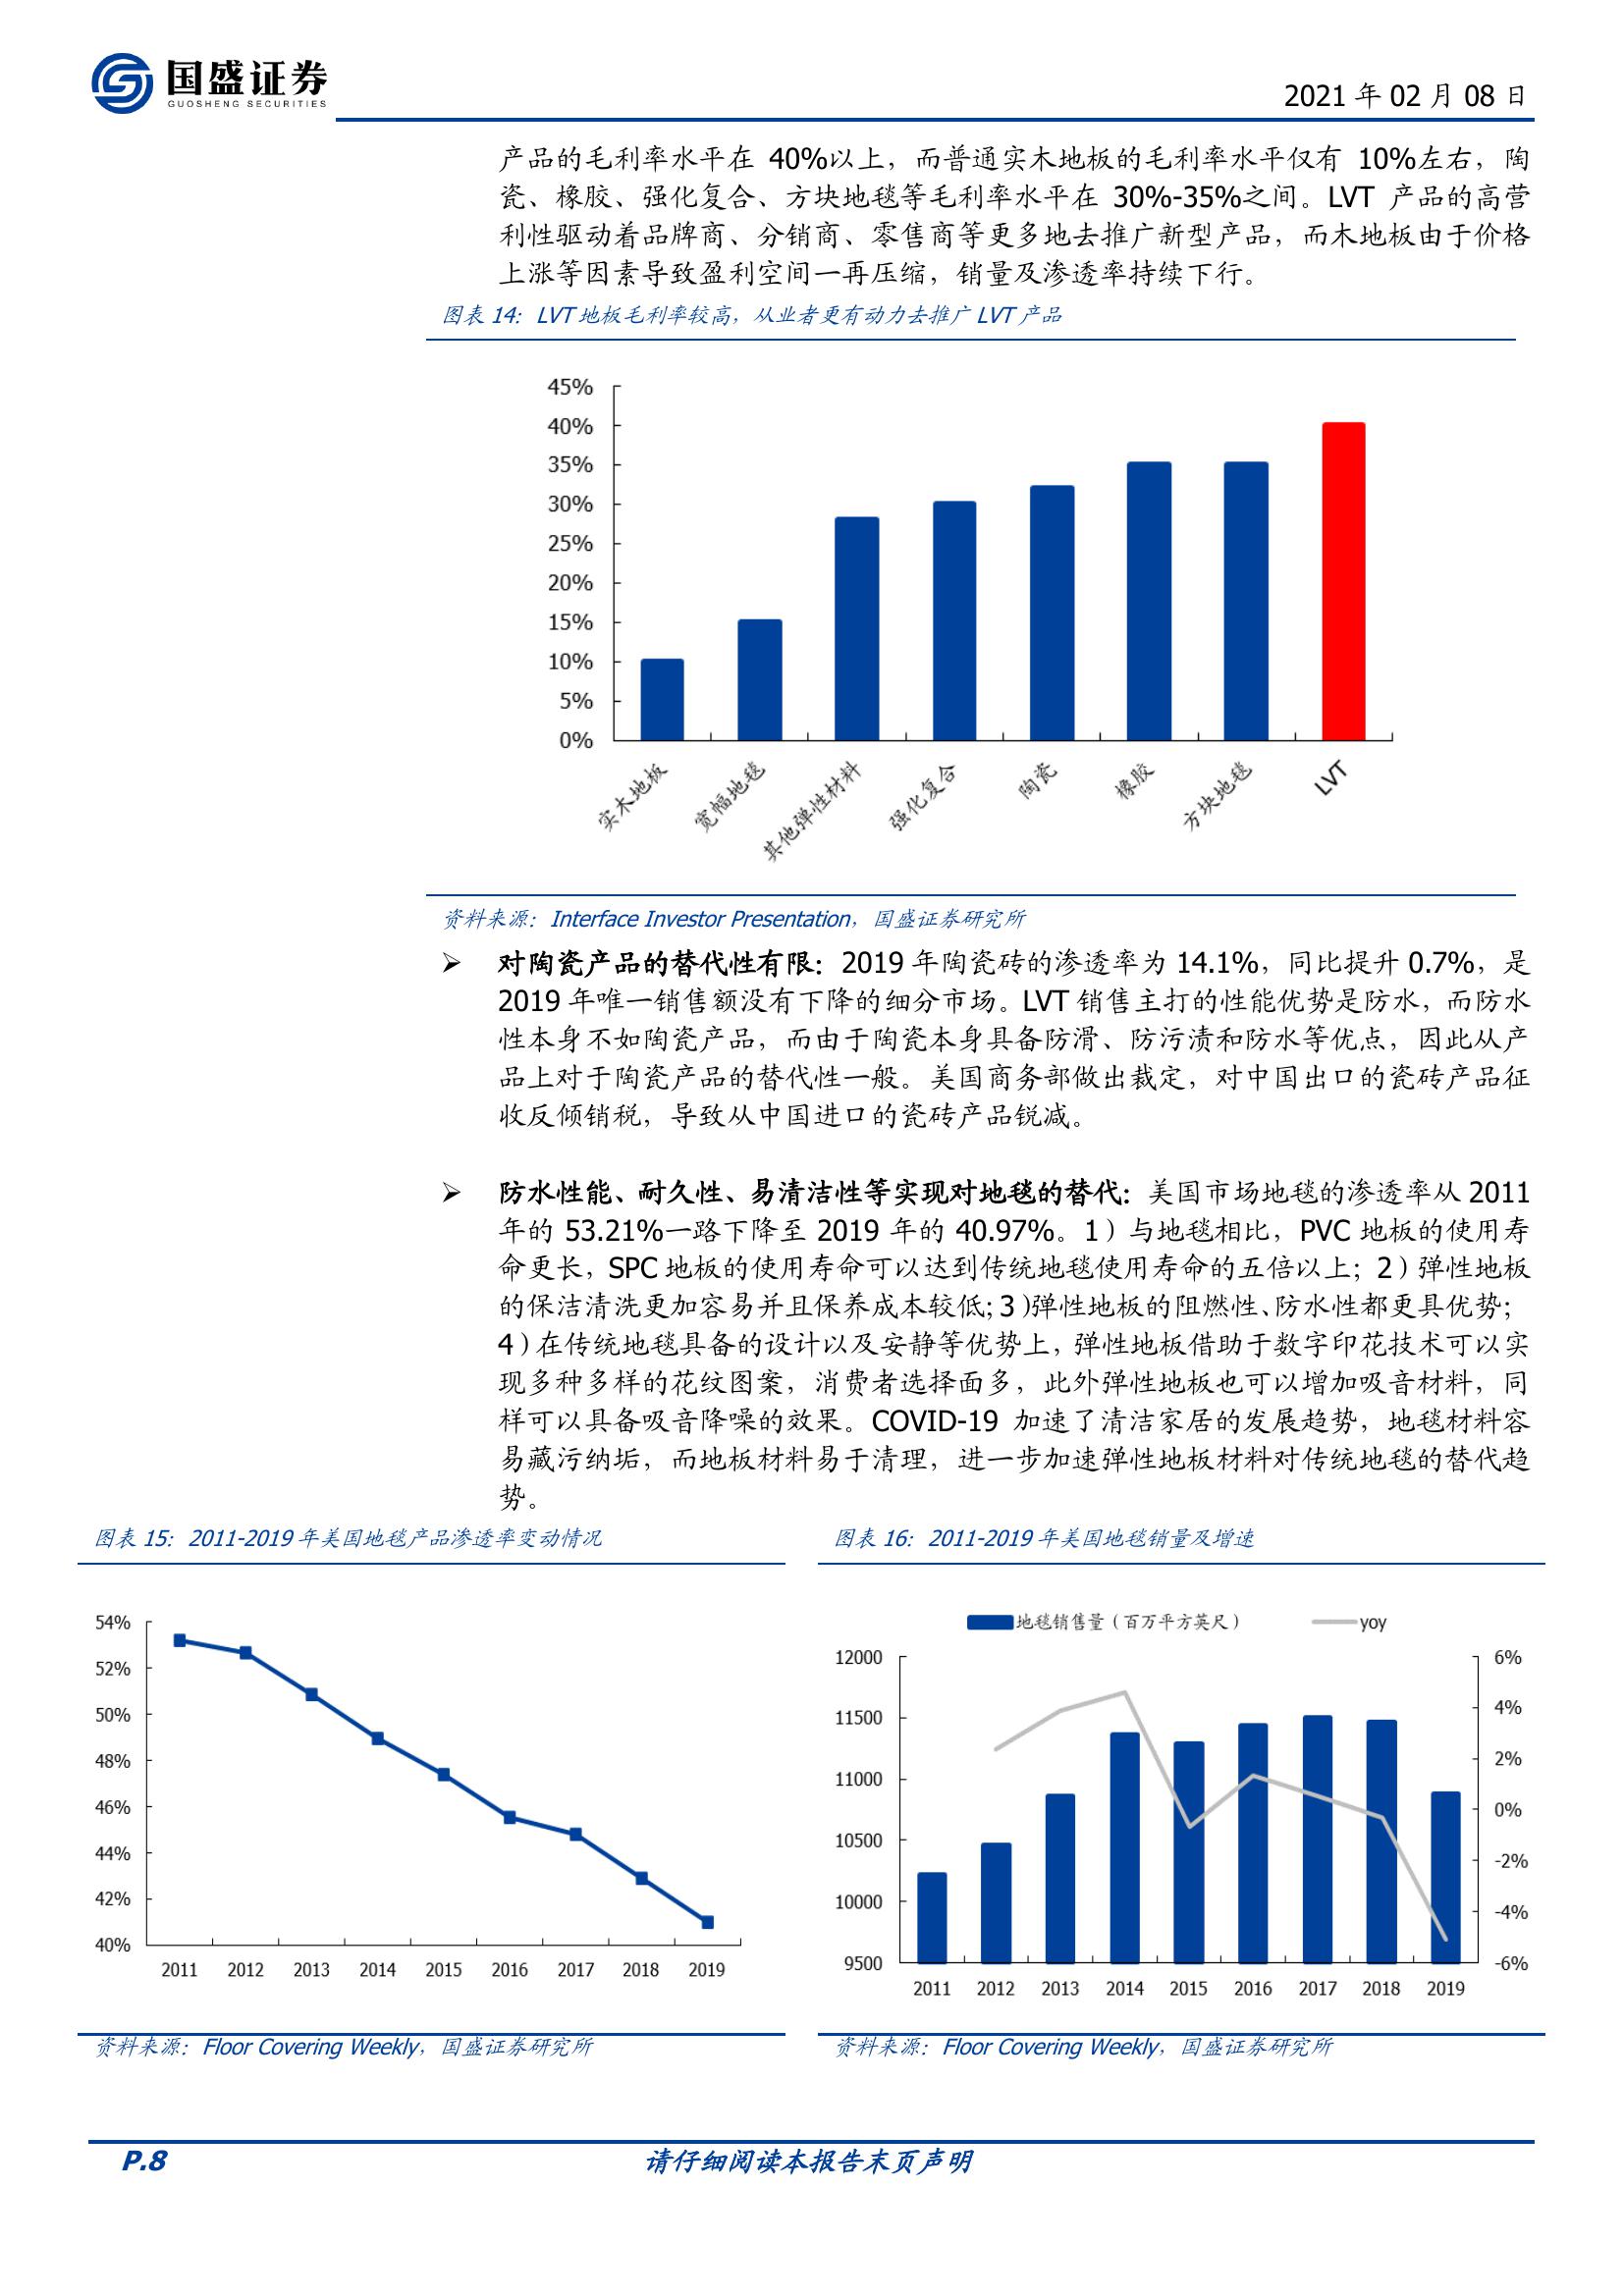 国盛证券
GUOSHENG SECURITIES
2021 年 02 月 08 日
产品的毛利率水平在 40%以上，而普通实木地板的毛利率水平仅有 10%左右，陶
瓷、橡胶、强化复合、方块地毯等毛利率水平在 30%-35%之间。LVT 产品的高营
利性驱动着品牌商、分销商、零售商等更多地去推广新型产品，而木地板由于价格
上涨等因素导致盈利空间一再压缩，销量及渗透率持续下行。
图表 14：LVT 地板毛利率较高，从业者更有动力去推广 LVT 产品
45%
40%
35%
30%
25%
20%
15%
10%
5%
0%
实木地板
宽幅地毯
其他弹性材料
强化复合
陶瓷
橡胶
方块地毯
LVT
资料来源：Interface Investor Presentation，国盛证券研究所
➢ 对陶瓷产品的替代性有限：2019 年陶瓷砖的渗透率为 14.1%，同比提升 0.7%，是
2019 年唯一销售额没有下降的细分市场。LVT 销售主打的性能优势是防水，而防水
性本身不如陶瓷产品，而由于陶瓷本身具备防滑、防污渍和防水等优点，因此从产
品上对于陶瓷产品的替代性一般。美国商务部做出裁定，对中国出口的瓷砖产品征
收反倾销税，导致从中国进口的瓷砖产品锐减。
➢ 防水性能、耐久性、易清洁性等实现对地毯的替代：美国市场地毯的渗透率从 2011
年的 53.21%一路下降至 2019 年的 40.97%。1）与地毯相比，PVC 地板的使用寿
命更长，SPC 地板的使用寿命可以达到传统地毯使用寿命的五倍以上；2）弹性地板
的保洁清洗更加容易并且保养成本较低；3）弹性地板的阻燃性、防水性都更具优势；
4）在传统地毯具备的设计以及安静等优势上，弹性地板借助于数字印花技术可以实
现多种多样的花纹图案，消费者选择面多，此外弹性地板也可以增加吸音材料，同
样可以具备吸音降噪的效果。COVID-19 加速了清洁家居的发展趋势，地毯材料容
易藏污纳垢，而地板材料易于清理，进一步加速弹性地板材料对传统地毯的替代趋
势。
图表 15：2011-2019 年美国地毯产品渗透率变动情况
54%
52%
50%
48%
46%
44%
42%
40%
2011 2012 2013 2014 2015 2016 2017 2018 2019
资料来源：Floor Covering Weekly，国盛证券研究所
图表 16：2011-2019 年美国地毯销量及增速
地毯销售量（百万平方英尺） yoy
12000
11500
11000
10500
10000
9500
6%
4%
2%
0%
-2%
-4%
-6%
2011 2012 2013 2014 2015 2016 2017 2018 2019
资料来源：Floor Covering Weekly，国盛证券研究所
P.8
请仔细阅读本报告末页声明